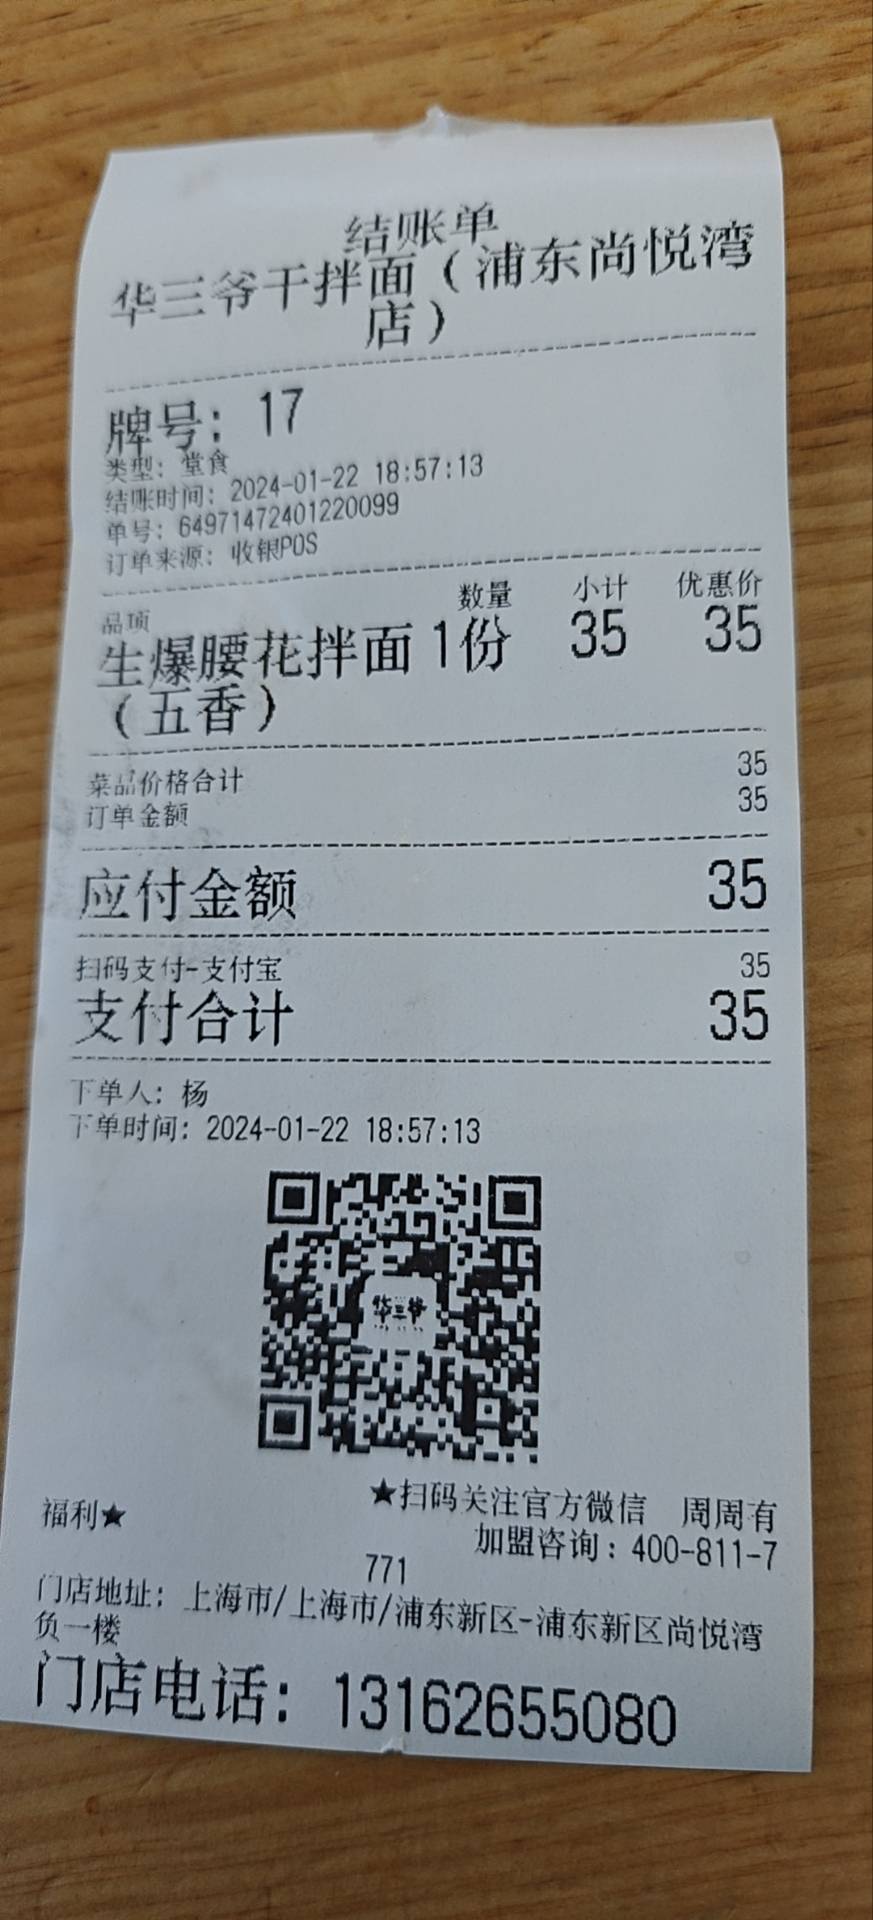 结账单
华三爷干拌面（浦东尚悦湾
店）
牌号：17
类型：堂食
结账时间：2024-01-22 18:57:13
单号：64971472401220099
订单来源：收银POS
品项 数量 小计 优惠价
生爆腰花拌面 1份 35 35
（五香）
菜品价格合计 35
订单金额 35
应付金额 35
扫码支付-支付宝 35
支付合计 35
下单人：杨
下单时间：2024-01-22 18:57:13
华三爷
★扫码关注官方微信 周周有
福利★
加盟咨询：400-811-7
771
门店地址：上海市/上海市/浦东新区-浦东新区尚悦湾
负一楼
门店电话：13162655080